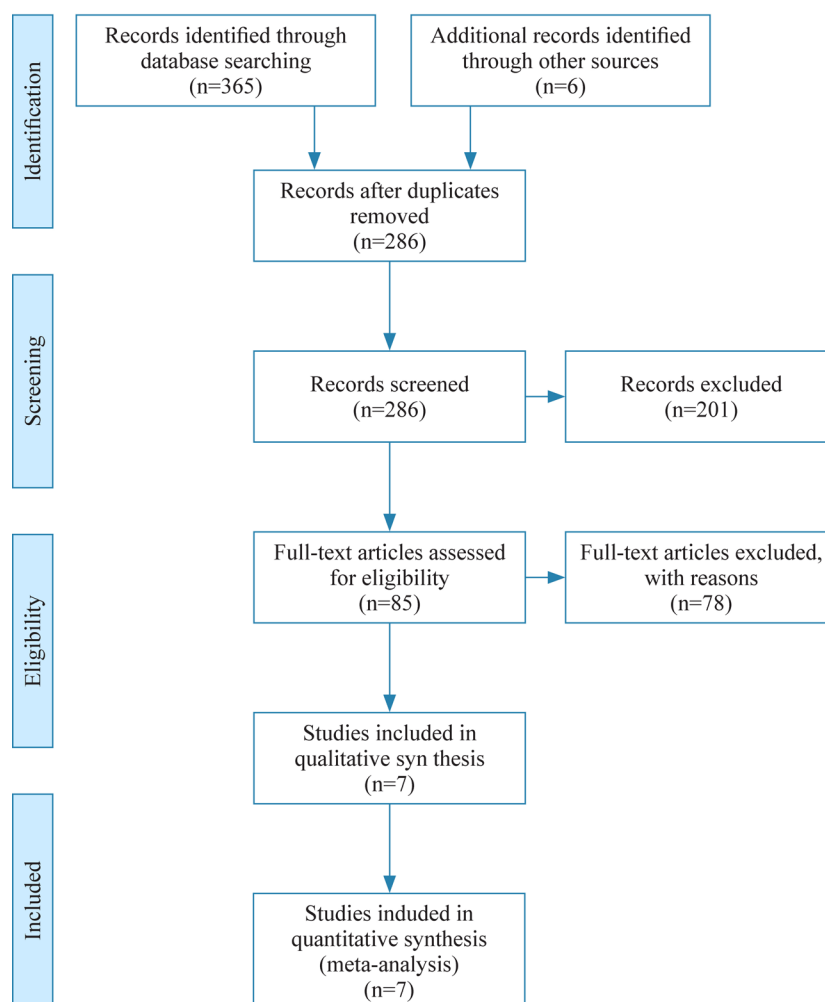 Identification
Records identified through
database searching
(n=365)
Additional records identified
through other sources
(n=6)
Records after duplicates
removed
(n=286)
Screening
Records screened
(n=286)
Records excluded
(n=201)
Eligibility
Full-text articles assessed
for eligibility
(n=85)
Full-text articles excluded,
with reasons
(n=78)
Studies included in
qualitative syn thesis
(n=7)
Included
Studies induded in
quantitative synthesis
(meta-analysis)
(n=7)